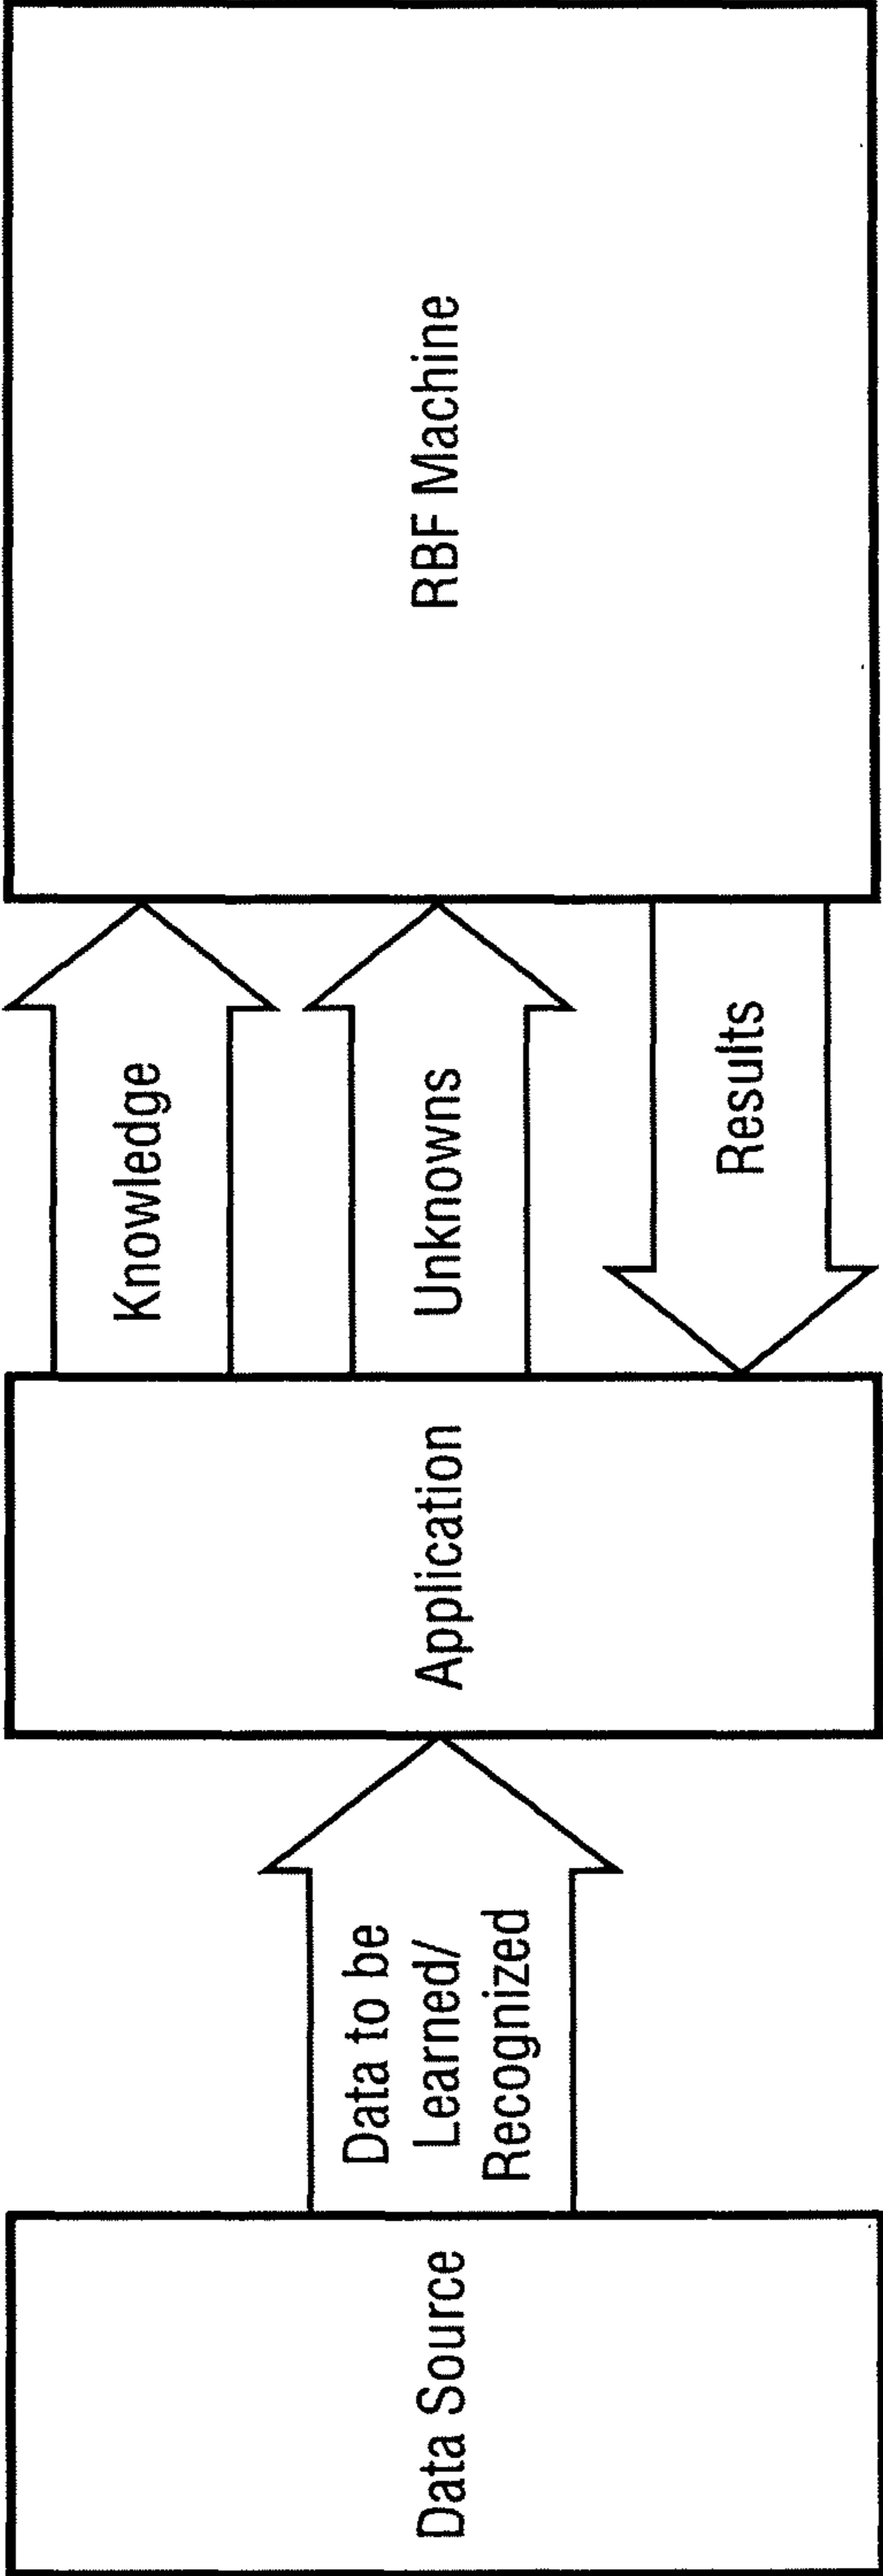 Data Source
Data to be
Learned/
Recognized
Application
Knowledge
Unknowns
Results
RBF Machine